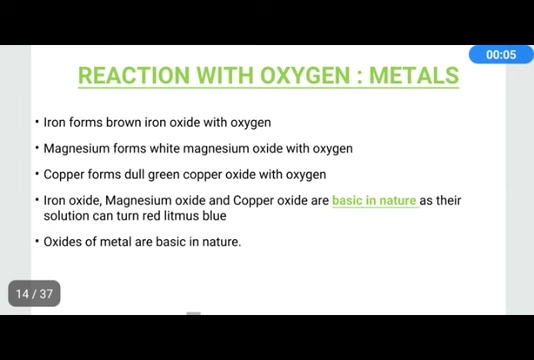 00:05
REACTION WITH OXYGEN : METALS
• Iron forms brown iron oxide with oxygen
• Magnesium forms white magnesium oxide with oxygen
• Copper forms dull green copper oxide with oxygen
• Iron oxide, Magnesium oxide and Copper oxide are basic in nature as their
solution can turn red litmus blue
• Oxides of metal are basic in nature.
14 / 37